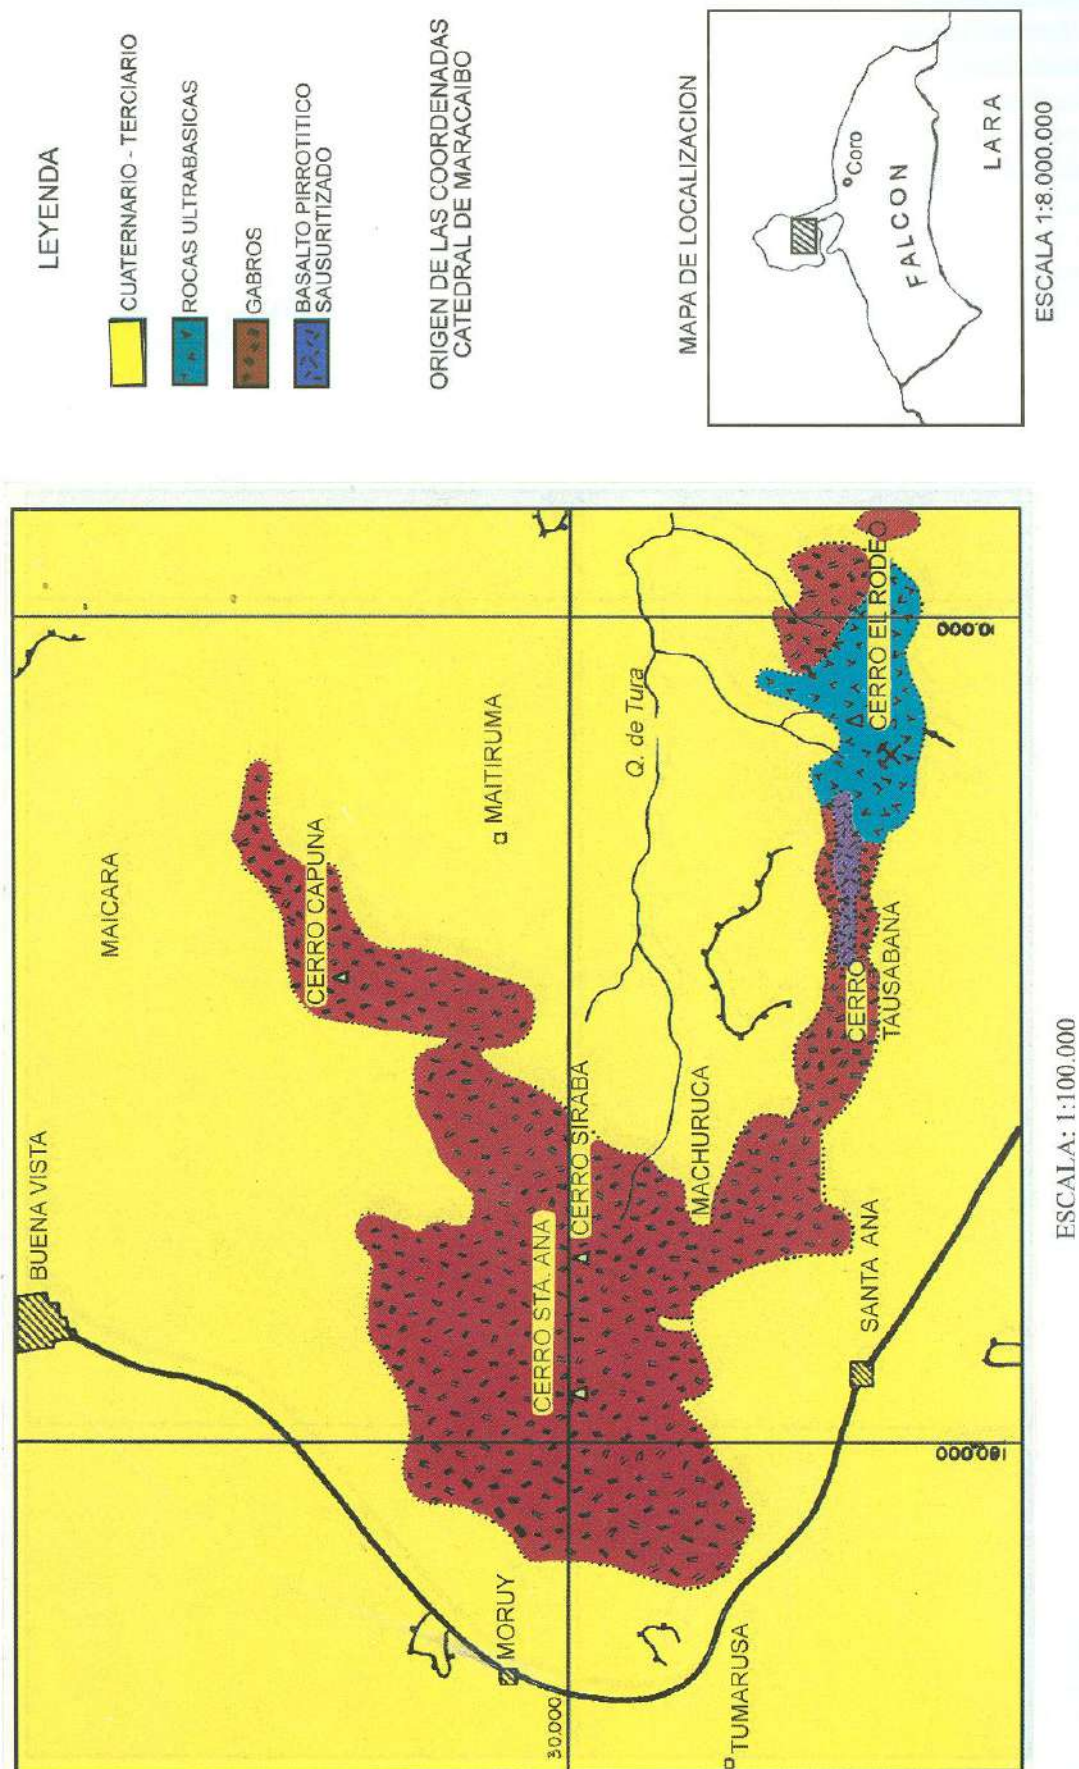 LEYENDA
CUATERNARIO - TERCIARIO
ROCAS ULTRABASICAS
GABROS
BASALTO PIRROTITICO
SAUSURITIZADO
ORIGEN DE LAS COORDENADAS
CATEDRAL DE MARACAIBO
MAPA DE LOCALIZACION
Coro
FALCON
LARA
ESCALA 1:8.000.000
BUENA VISTA
MAICARA
CERRO CAPUNA
MAITIRUMA
MORUY
30.000
CERRO STA. ANA
CERRO SIRABA
Q. de Tura
TUMARUSA
MACHURUCA
SANTA ANA
CERRO
TAUSABANA
CERRO EL RODEO
180.000
10.000
ESCALA: 1:100.000